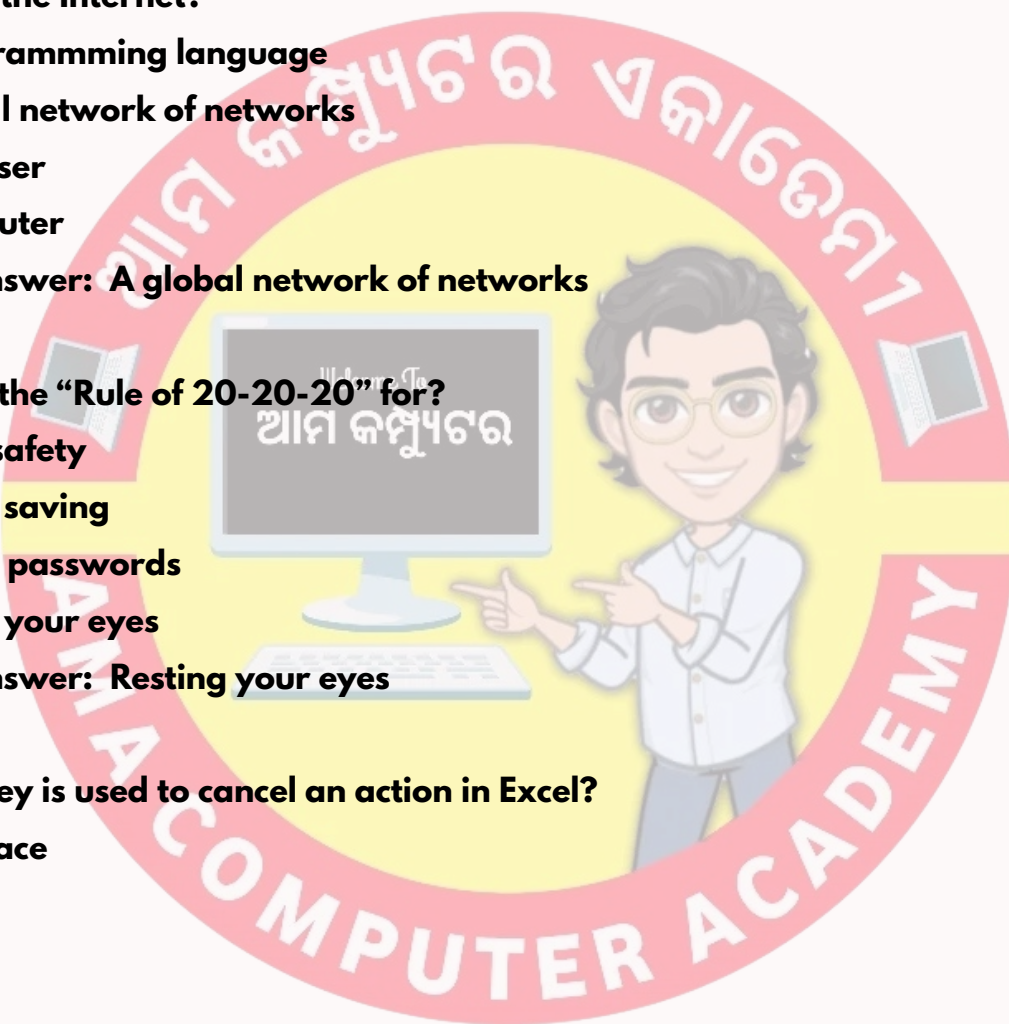 the Internet?
rammming language
l network of networks
ser
uter
nswer: A global network of networks
the “Rule of 20-20-20” for?
safety
saving
passwords
your eyes
nswer: Resting your eyes
ey is used to cancel an action in Excel?
ace
ଆମ କମ୍ପ୍ୟୁଟର ଏକାଡେମୀ
Welcome To
ଆମ କମ୍ପ୍ୟୁଟର
AMA COMPUTER ACADEMY